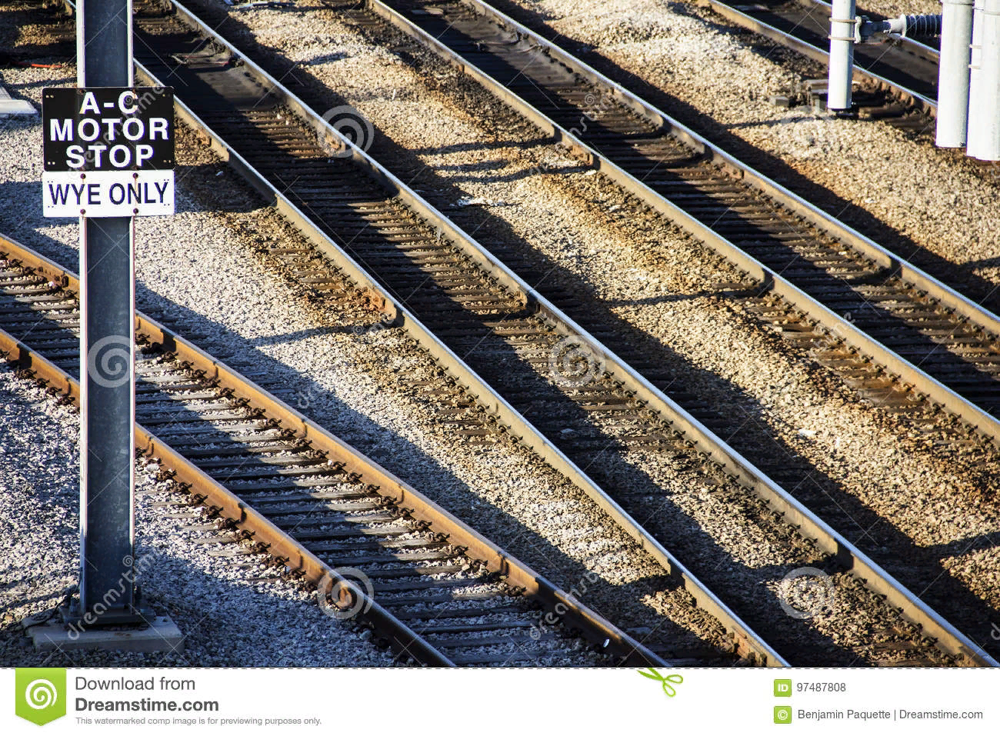 A-C
MOTOR
STOP
WYE ONLY
Download from
Dreamstime.com
This watermarked comp image is for previewing purposes only.
ID 97487808
© Benjamin Paquette | Dreamstime.com